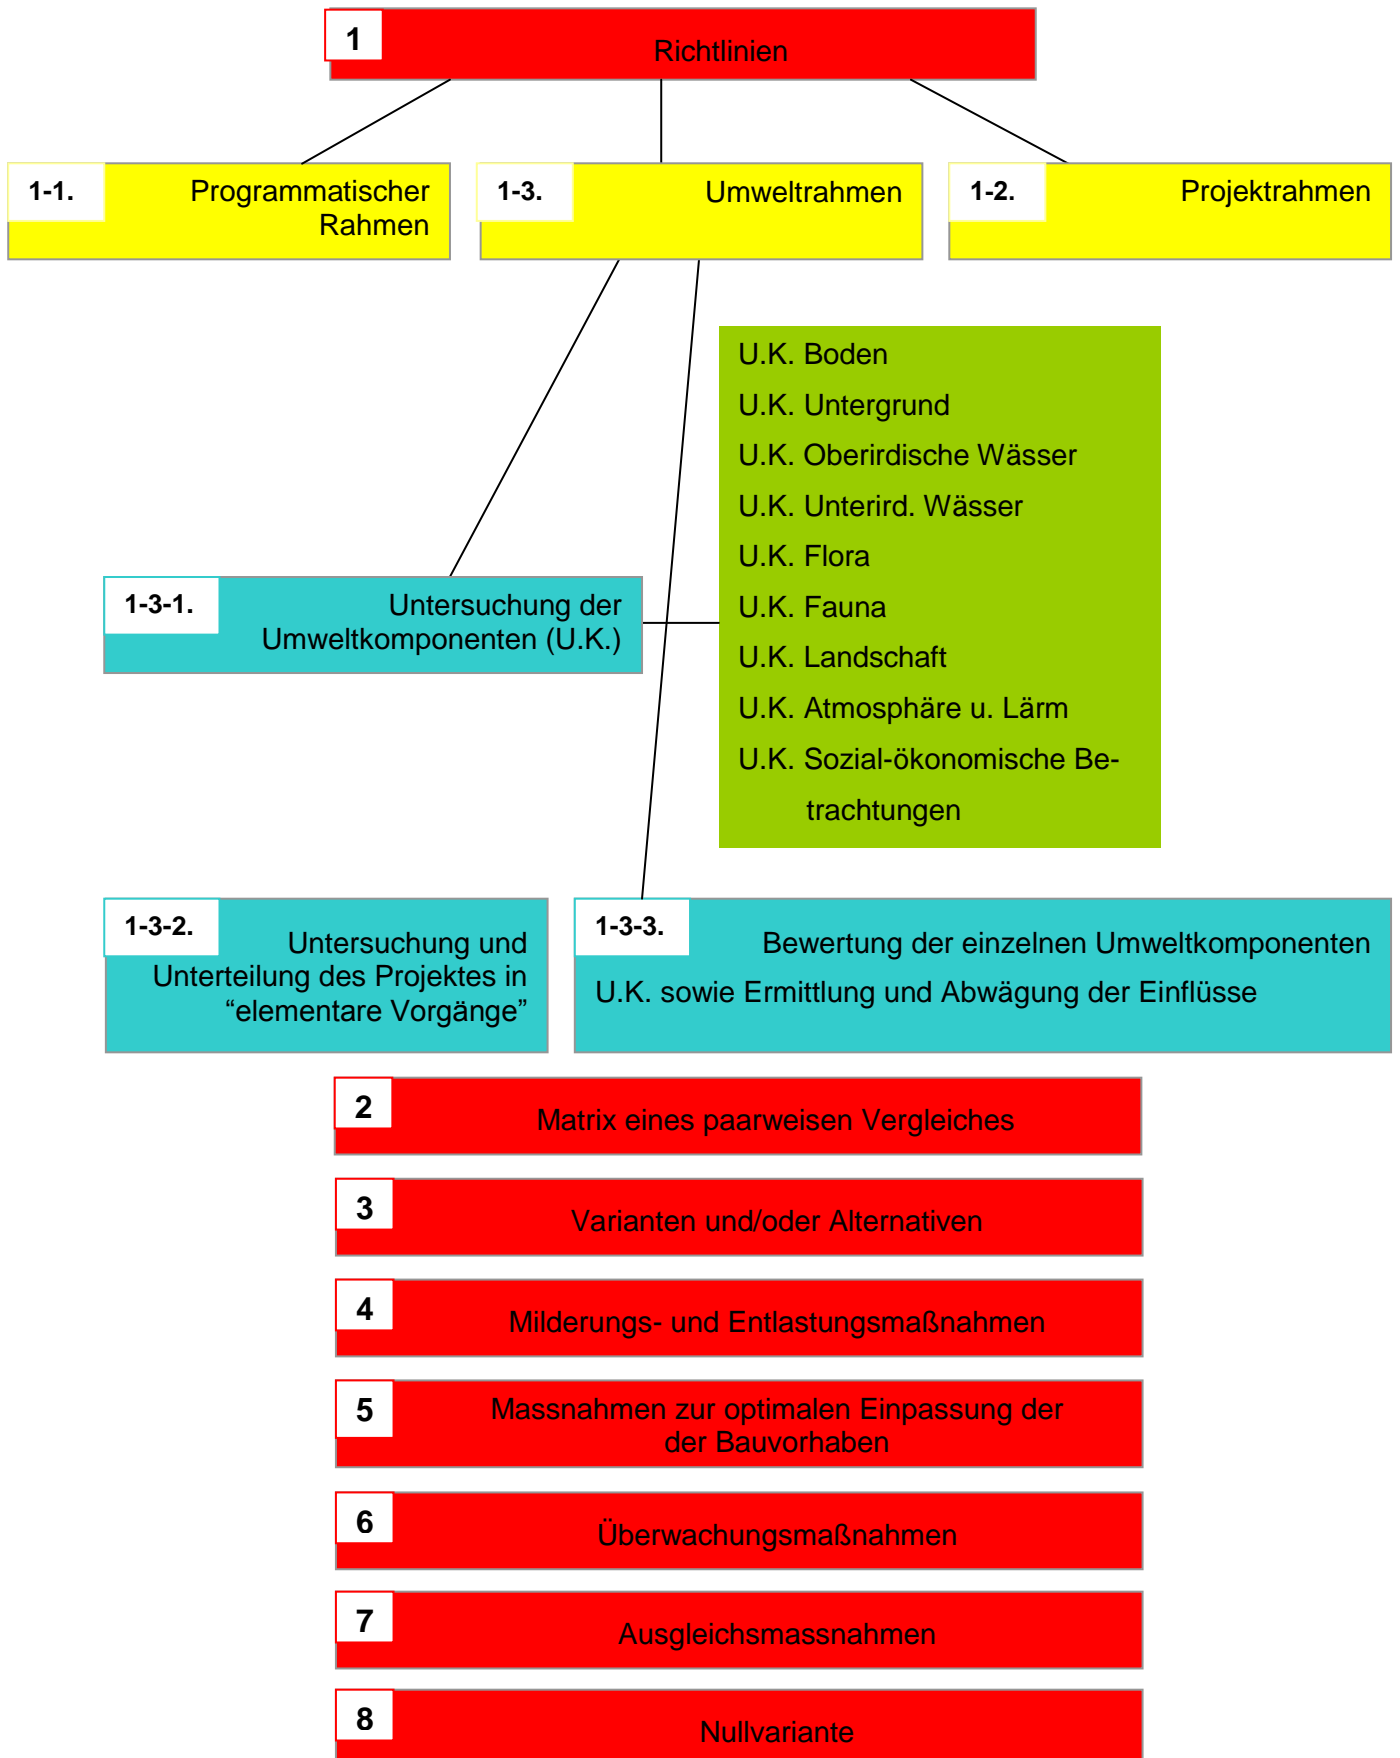 1
Richtlinien
1-1.
Programmatischer
Rahmen
1-3.
Umweltrahmen
1-2.
Projektrahmen
U.K. Boden
U.K. Untergrund
U.K. Oberirdische Wässer
U.K. Unterird. Wässer
U.K. Flora
U.K. Fauna
U.K. Landschaft
U.K. Atmosphäre u. Lärm
U.K. Sozial-ökonomische Be-
trachtungen
1-3-1.
Untersuchung der
Umweltkomponenten (U.K.)
1-3-2.
Untersuchung und
Unterteilung des Projektes in
“elementare Vorgänge”
1-3-3.
Bewertung der einzelnen Umweltkomponenten
U.K. sowie Ermittlung und Abwägung der Einflüsse
2
Matrix eines paarweisen Vergleiches
3
Varianten und/oder Alternativen
4
Milderungs- und Entlastungsmaßnahmen
5
Massnahmen zur optimalen Einpassung der
der Bauvorhaben
6
Überwachungsmaßnahmen
7
Ausgleichsmassnahmen
8
Nullvariante